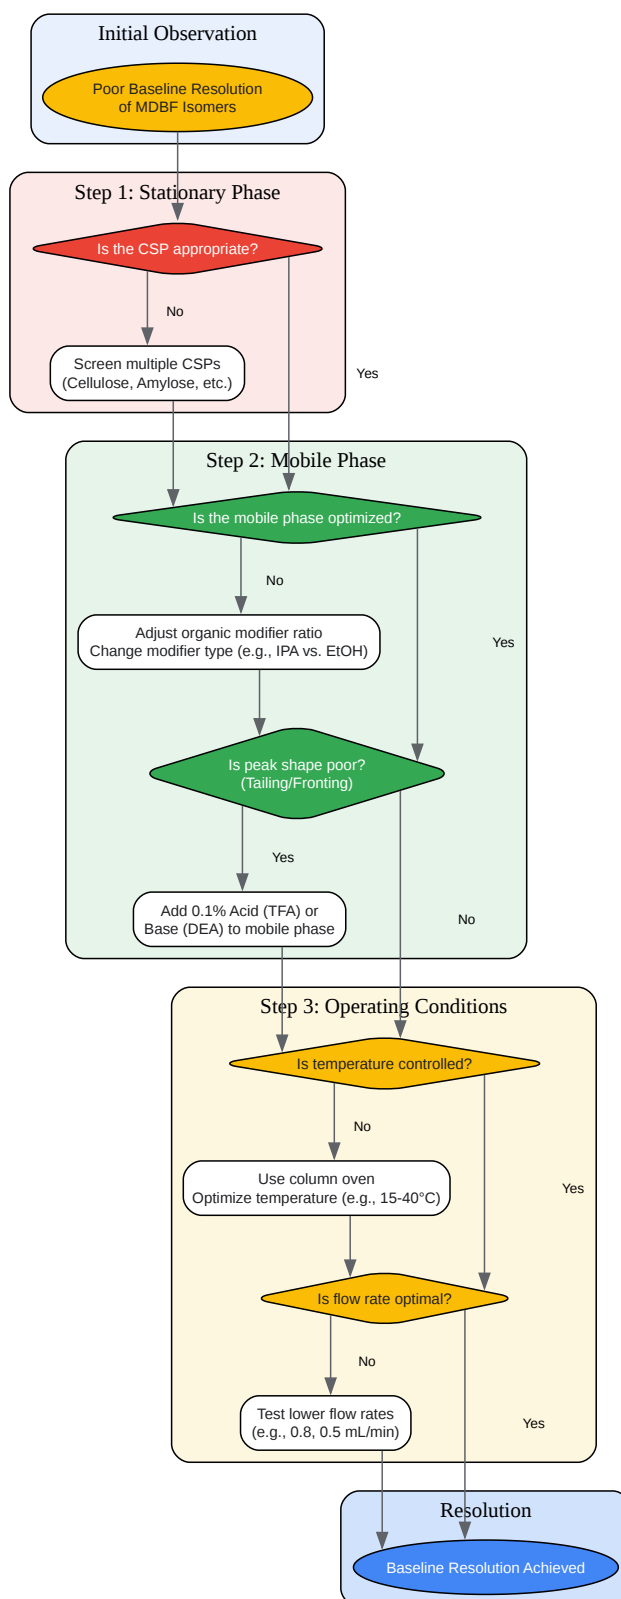 Initial Observation
Poor Baseline Resolution
of MDBF Isomers
Step 1: Stationary Phase
Is the CSP appropriate?
No
Screen multiple CSPs
(Cellulose, Amylose, etc.)
Yes
Step 2: Mobile Phase
Is the mobile phase optimized?
No
Adjust organic modifier ratio
Change modifier type (e.g., IPA vs. EtOH)
Yes
Is peak shape poor?
(Tailing/Fronting)
Yes
Add 0.1% Acid (TFA) or
Base (DEA) to mobile phase
No
Step 3: Operating Conditions
Is temperature controlled?
No
Use column oven
Optimize temperature (e.g., 15-40°C)
Yes
Is flow rate optimal?
No
Test lower flow rates
(e.g., 0.8, 0.5 mL/min)
Yes
Resolution
Baseline Resolution Achieved